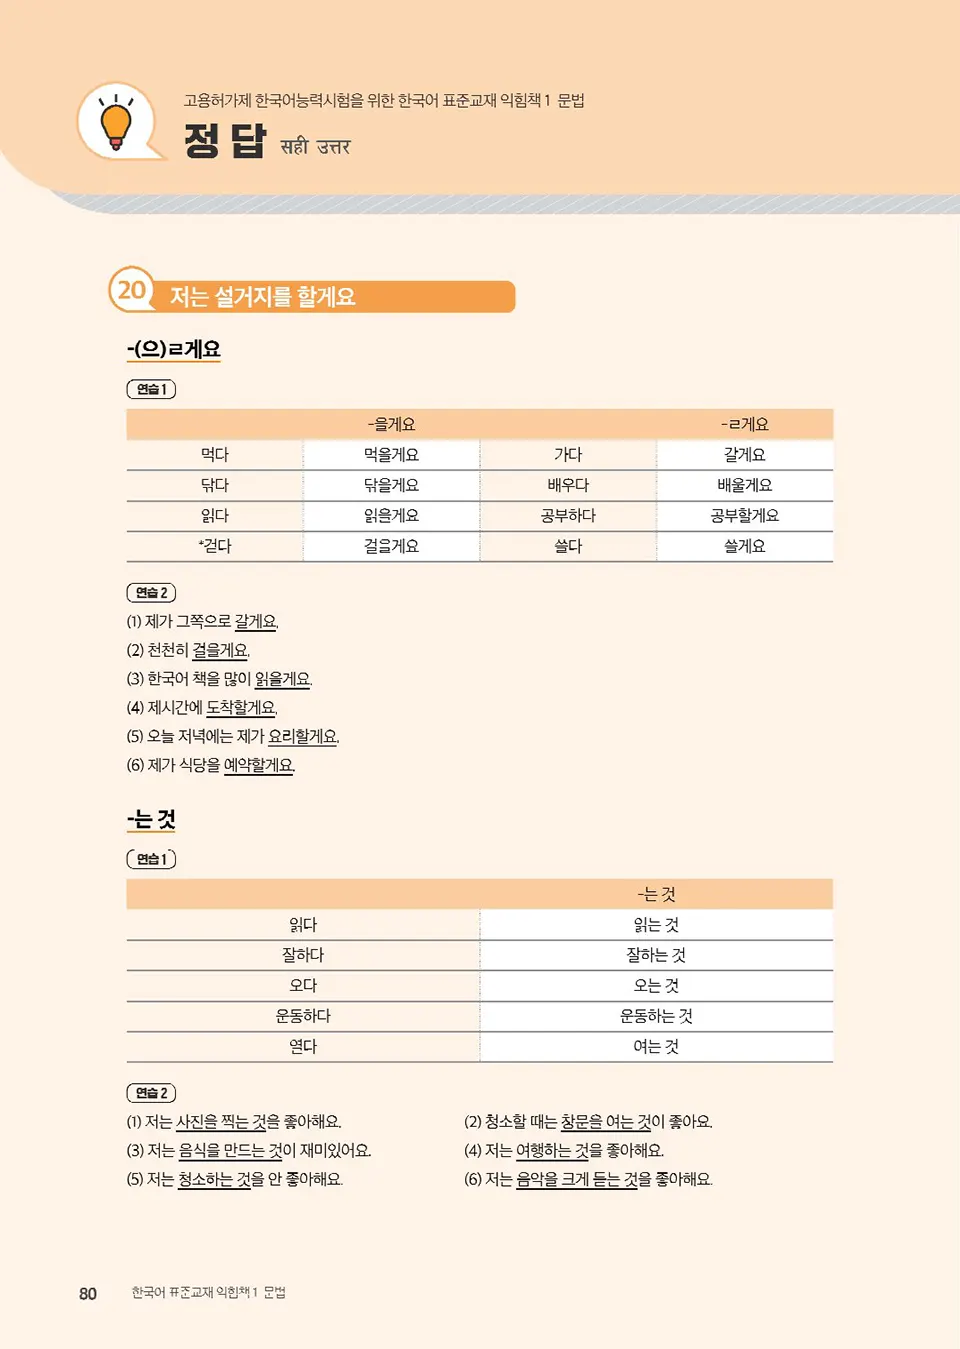 고용허가제 한국어능력시험을 위한 한국어 표준교재 익힘책 1 문법
정답 सही उत्तर
20 저는 설거지를 할게요
-(으)ㄹ게요
연습 1
-을게요 -ㄹ게요
먹다 먹을게요 가다 갈게요
닦다 닦을게요 배우다 배울게요
읽다 읽을게요 공부하다 공부할게요
*걷다 걸을게요 쓸다 쓸게요
연습 2
(1) 제가 그쪽으로 갈게요.
(2) 천천히 걸을게요.
(3) 한국어 책을 많이 읽을게요.
(4) 제시간에 도착할게요.
(5) 오늘 저녁에는 제가 요리할게요.
(6) 제가 식당을 예약할게요.
-는 것
연습 1
-는 것
읽다 읽는 것
잘하다 잘하는 것
오다 오는 것
운동하다 운동하는 것
열다 여는 것
연습 2
(1) 저는 사진을 찍는 것을 좋아해요. (2) 청소할 때는 창문을 여는 것이 좋아요.
(3) 저는 음식을 만드는 것이 재미있어요. (4) 저는 여행하는 것을 좋아해요.
(5) 저는 청소하는 것을 안 좋아해요. (6) 저는 음악을 크게 듣는 것을 좋아해요.
80 한국어 표준교재 익힘책 1 문법